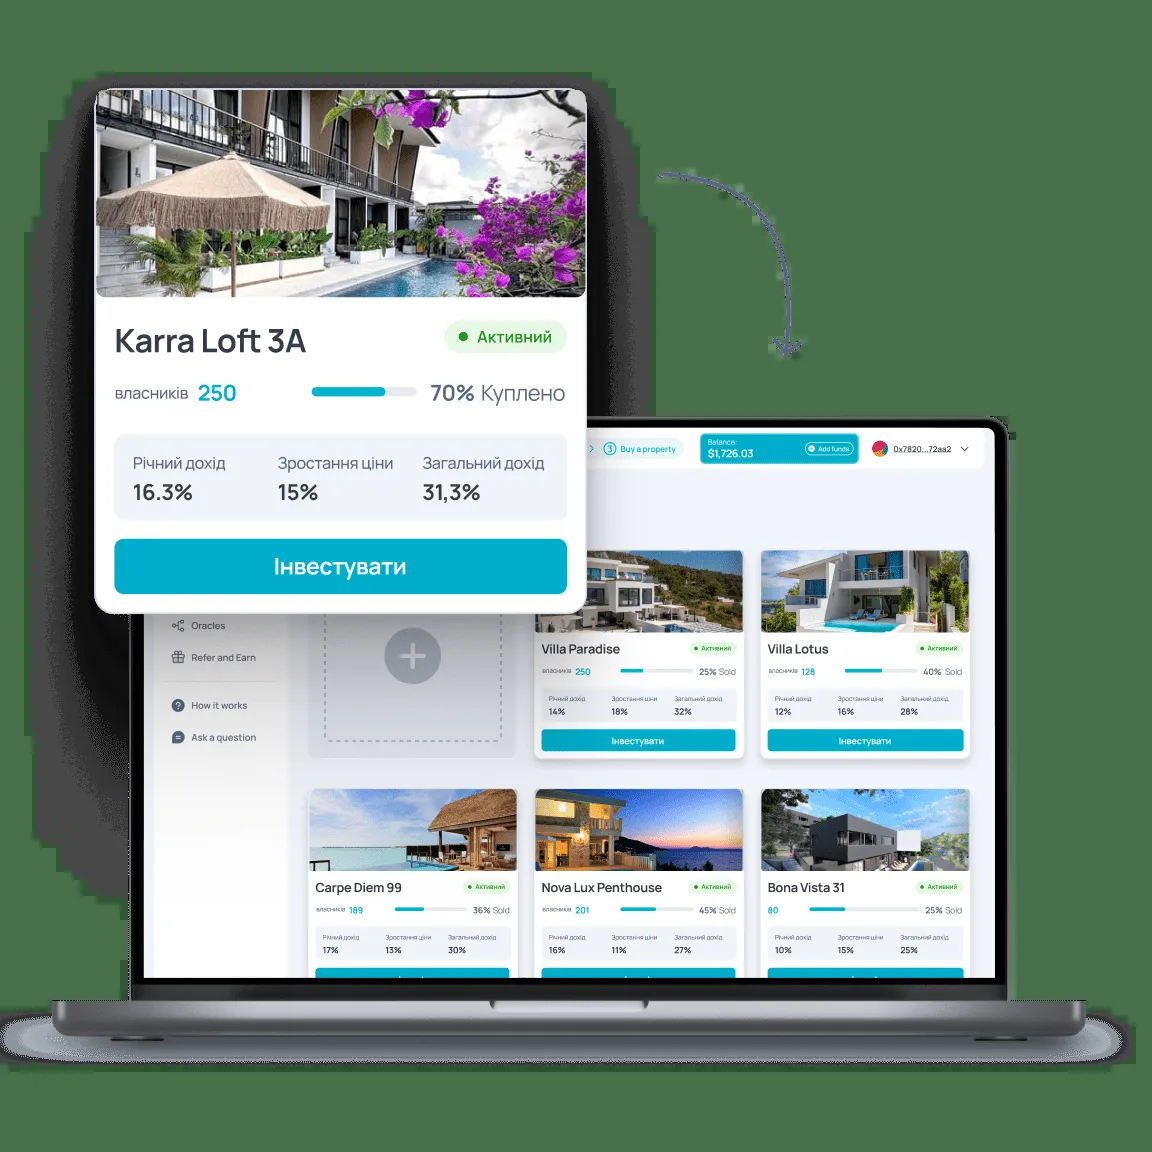 Karra Loft 3A
Активний
власників 250
70% Куплено
Річний дохід
16.3%
Зростання ціни
15%
Загальний дохід
31,3%
Інвестувати
3 Buy a property
Balance:
$1,726.03
Add funds
0x7820...72aa2
Oracles
Refer and Earn
How it works
Ask a question
Villa Paradise
Активний
власників 250
25% Sold
Річний дохід
14%
Зростання ціни
18%
Загальний дохід
32%
Інвестувати
Villa Lotus
Активний
власників 128
40% Sold
Річний дохід
12%
Зростання ціни
16%
Загальний дохід
28%
Інвестувати
Carpe Diem 99
Активний
власників 189
36% Sold
Річний дохід
17%
Зростання ціни
13%
Загальний дохід
30%
Nova Lux Penthouse
Активний
власників 201
45% Sold
Річний дохід
16%
Зростання ціни
11%
Загальний дохід
27%
Bona Vista 31
Активний
80
25% Sold
Річний дохід
10%
Зростання ціни
15%
Загальний дохід
25%